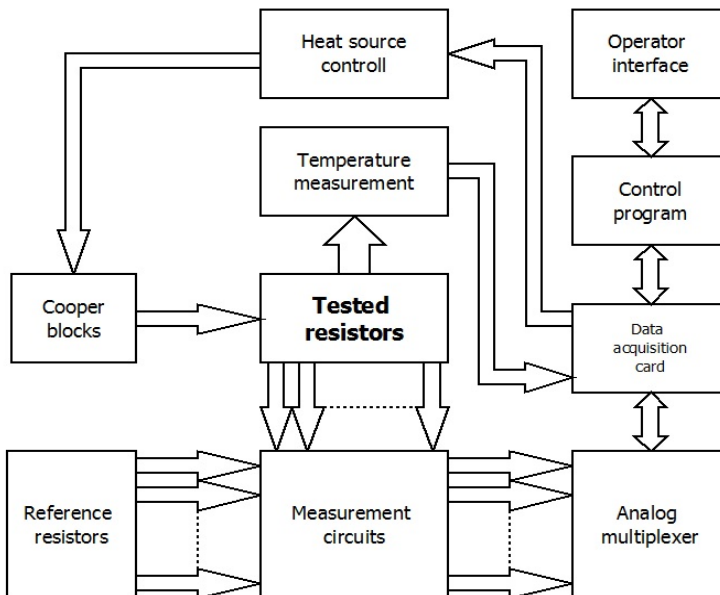 Heat source
controll
Operator
interface
Temperature
measurement
Control
program
Cooper
blocks
Tested
resistors
Data
acquisition
card
Reference
resistors
Measurement
circuits
Analog
multiplexer